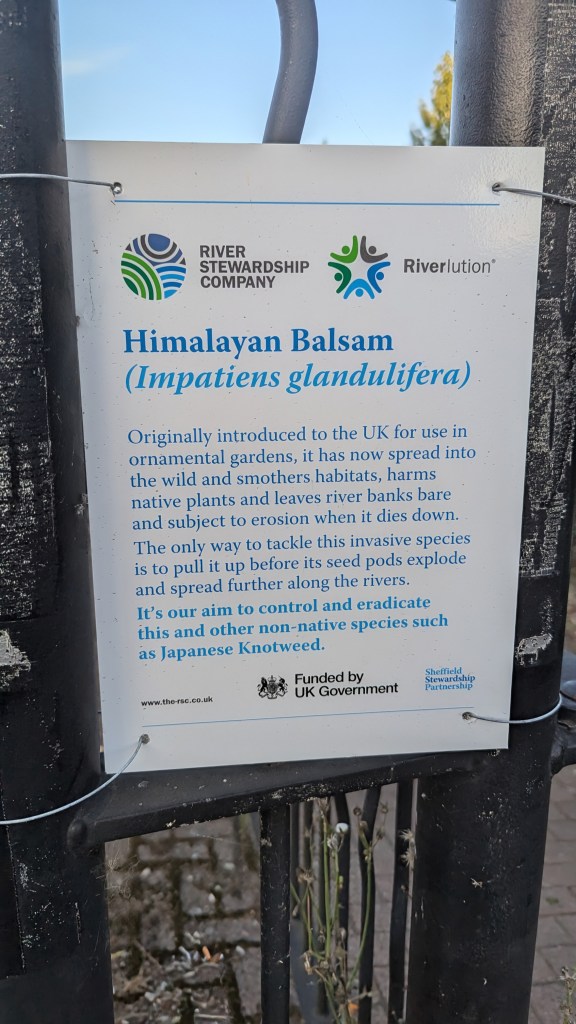 RIVER
STEWARDSHIP
COMPANY
Riverlution®
Himalayan Balsam
(Impatiens glandulifera)
Originally introduced to the UK for use in
ornamental gardens, it has now spread into
the wild and smothers habitats, harms
native plants and leaves river banks bare
and subject to erosion when it dies down.
The only way to tackle this invasive species
is to pull it up before its seed pods explode
and spread further along the rivers.
It's our aim to control and eradicate
this and other non-native species such
as Japanese Knotweed.
www.the-rsc.co.uk
Funded by
UK Government
Sheffield
Stewardship
Partnership